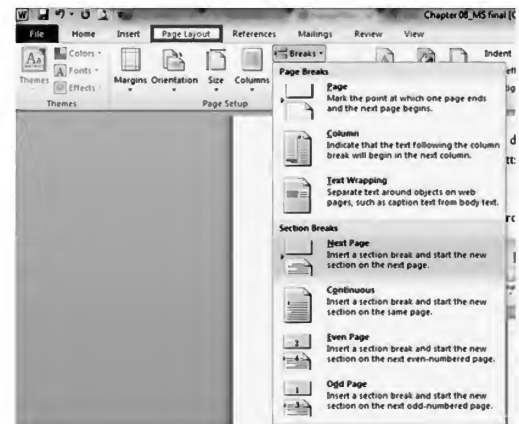 W
Chapter 08_MS final [C
File Home Insert Page Layout References Mailings Review View
Aa Colors
A Fonts
Effects
Themes
Margins Orientation Size Columns
Breaks
Indent
Themes
Page Setup
Page Breaks
Page
Mark the point at which one page ends
and the next page begins.
Column
Indicate that the text following the column
break will begin in the next column.
Text Wrapping
Separate text around objects on web
pages, such as caption text from body text.
Section Breaks
Next Page
Insert a section break and start the new
section on the next page.
Continuous
Insert a section break and start the new
section on the same page.
2
4
Even Page
Insert a section break and start the new
section on the next even-numbered page.
1
3
Odd Page
Insert a section break and start the new
section on the next odd-numbered page.